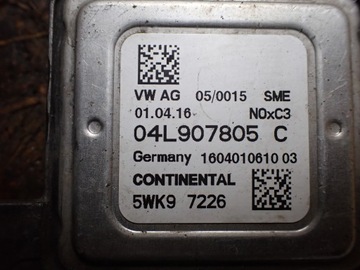 VW AG 05/0015 SME
01.04.16 NOxC3
04L907805 C
Germany 1604010610 03
CONTINENTAL
5WK9 7226